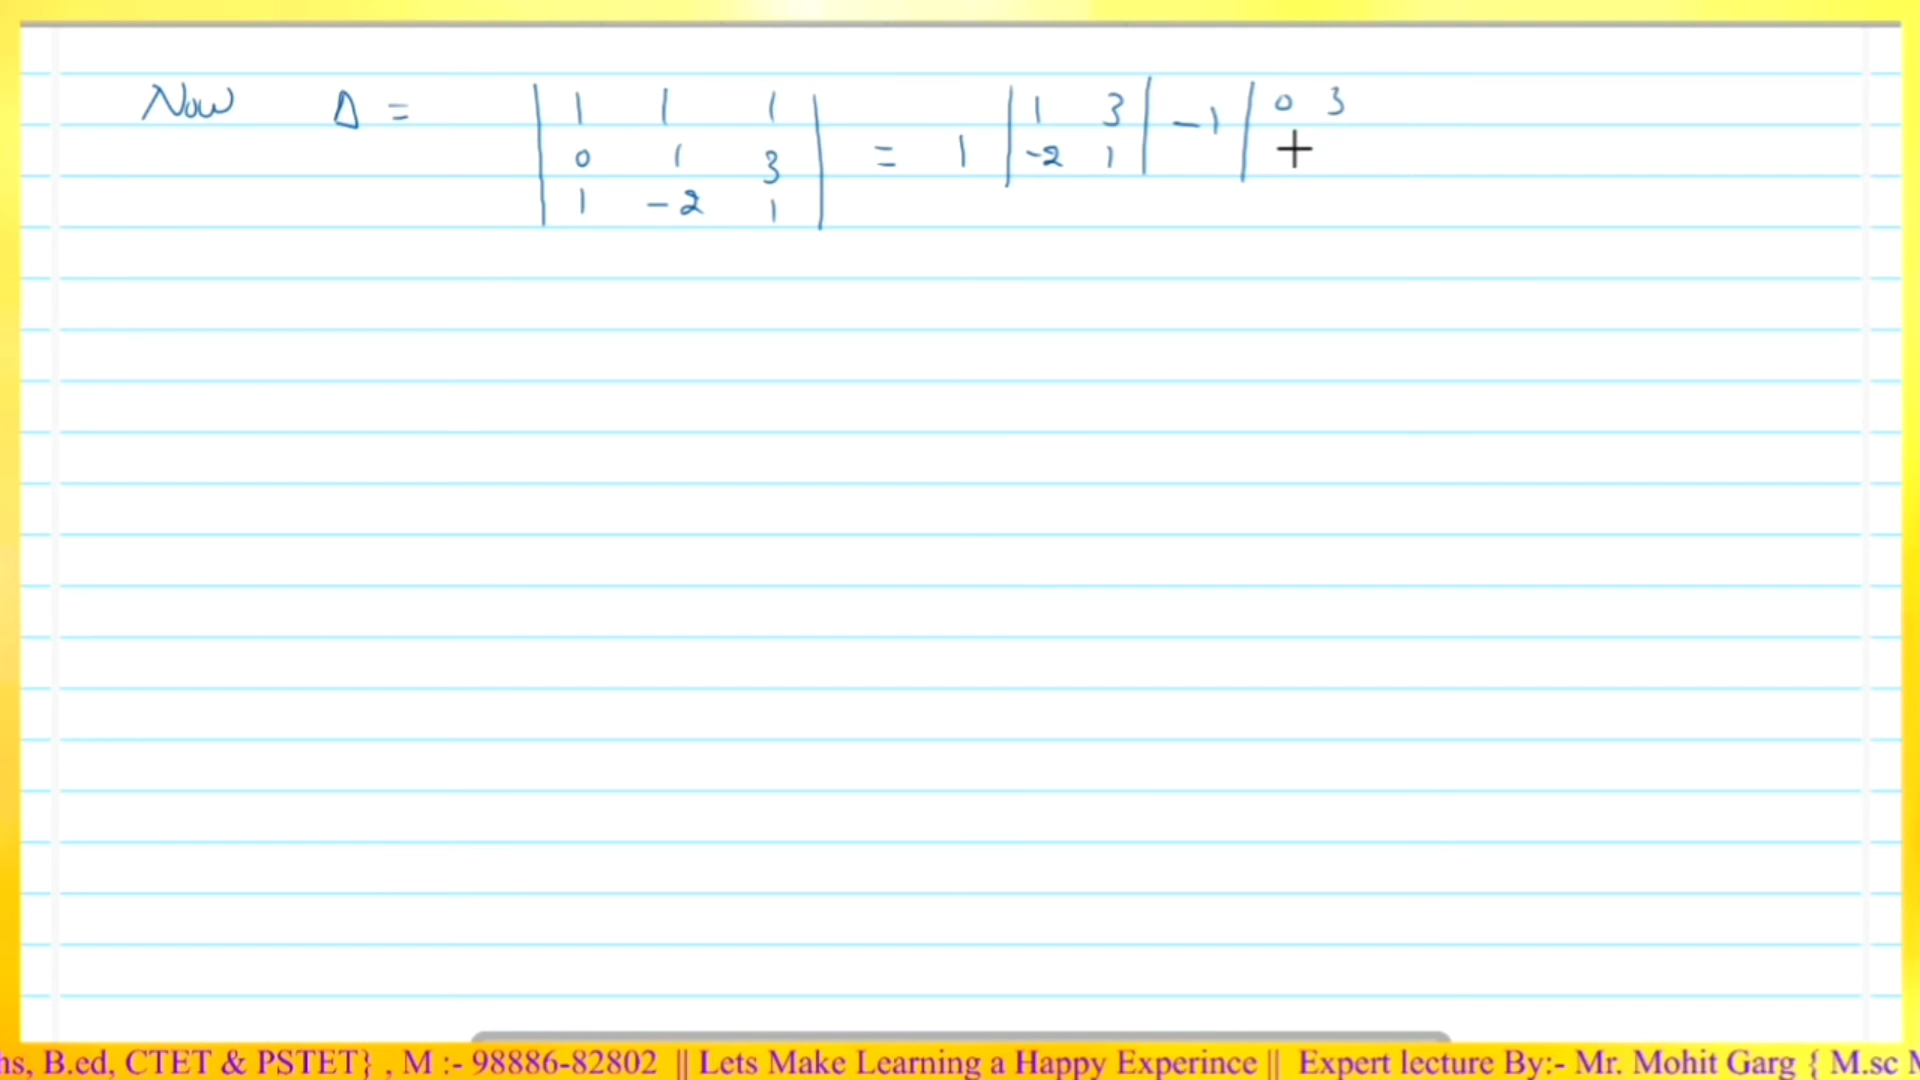 Now Δ = | 1 1 1 | = 1 | 1 3 | -1 | 0 3
| 0 1 3 | | -2 1 | |
| 1 -2 1 |
hs, B.ed, CTET & PSTET} , M :- 98886-82802 || Lets Make Learning a Happy Experince || Expert lecture By:- Mr. Mohit Garg { M.sc M